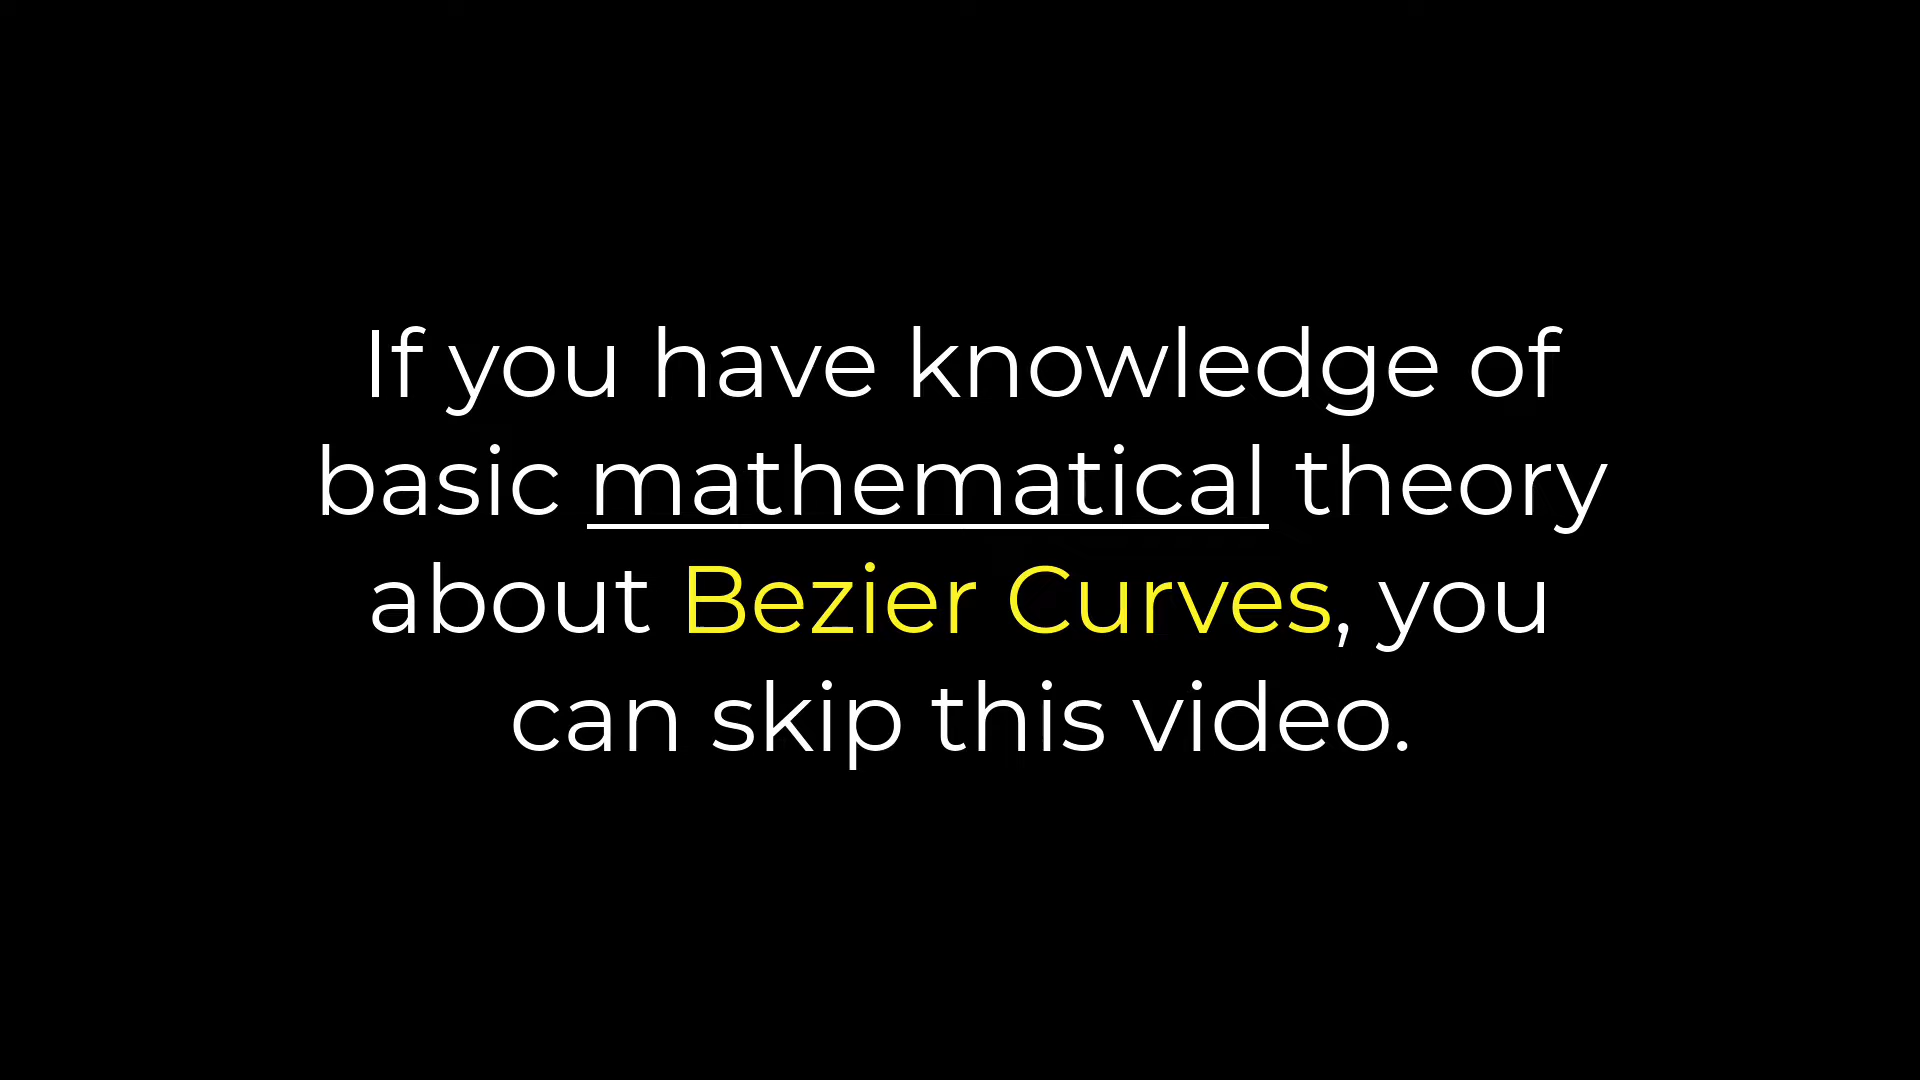 If you have knowledge of
basic mathematical theory
about Bezier Curves, you
can skip this video.